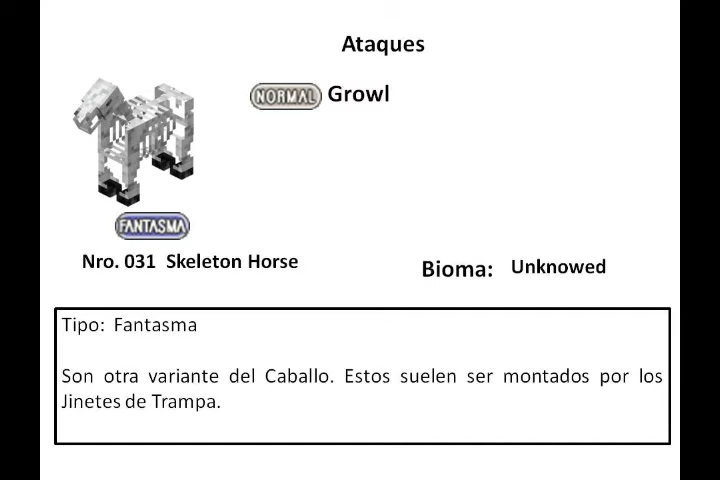 Ataques
NORMAL Growl
FANTASMA
Nro. 031 Skeleton Horse
Bioma: Unknowed
Tipo: Fantasma
Son otra variante del Caballo. Estos suelen ser montados por los
Jinetes de Trampa.